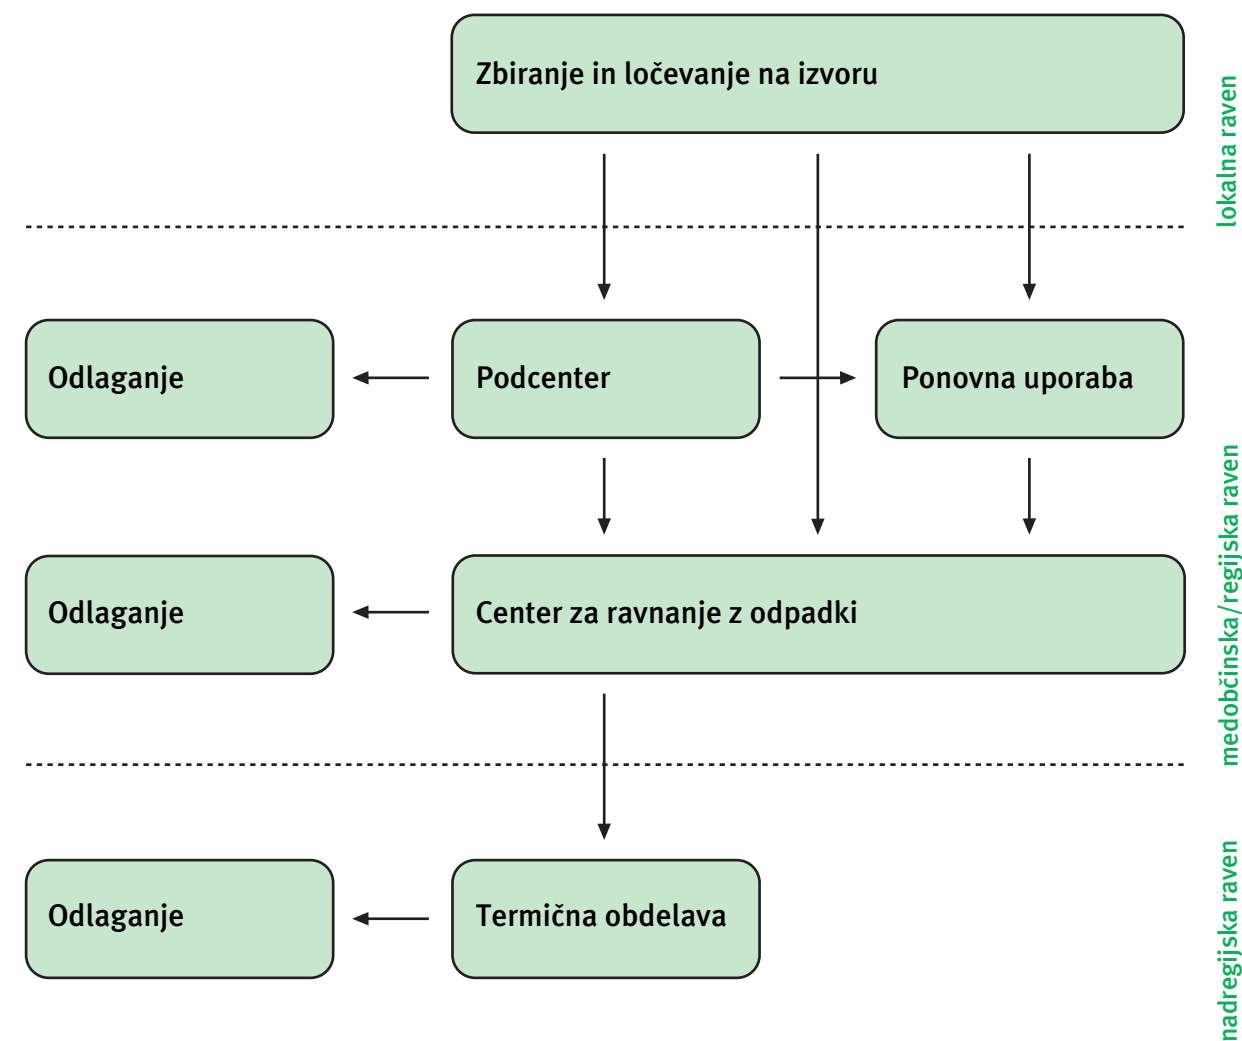 Zbiranje in ločevanje na izvoru
lokalna raven
Odlaganje
Podcenter
Ponovna uporaba
medobčinska/regijska raven
Odlaganje
Center za ravnanje z odpadki
Odlaganje
Termična obdelava
nadregijska raven